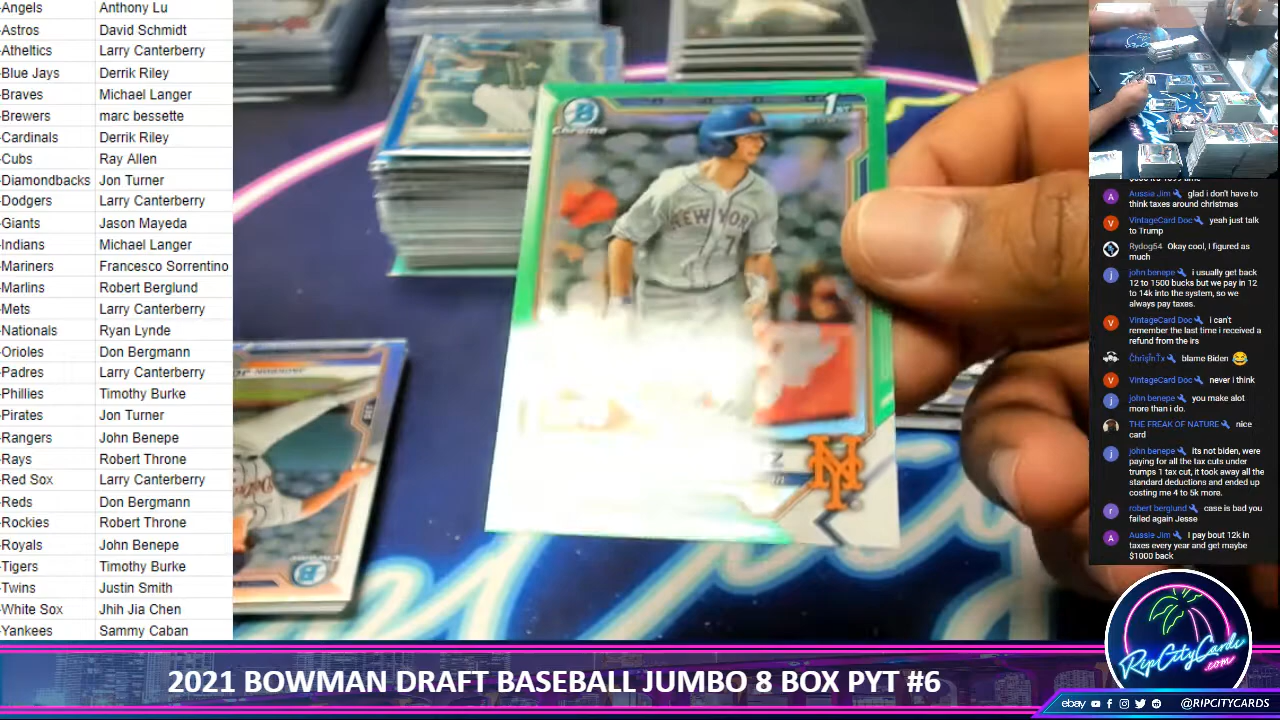 -Angels Anthony Lu
-Astros David Schmidt
-Atheltics Larry Canterberry
-Blue Jays Derrik Riley
-Braves Michael Langer
-Brewers marc bessette
-Cardinals Derrik Riley
-Cubs Ray Allen
-Diamondbacks Jon Turner
-Dodgers Larry Canterberry
-Giants Jason Mayeda
-Indians Michael Langer
-Mariners Francesco Sorrentino
-Marlins Robert Berglund
-Mets Larry Canterberry
-Nationals Ryan Lynde
-Orioles Don Bergmann
-Padres Larry Canterberry
-Phillies Timothy Burke
-Pirates Jon Turner
-Rangers John Benepe
-Rays Robert Throne
-Red Sox Larry Canterberry
-Reds Don Bergmann
-Rockies Robert Throne
-Royals John Benepe
-Tigers Timothy Burke
-Twins Justin Smith
-White Sox Jhih Jia Chen
-Yankees Sammy Caban
B
Chrome
1st
NEW YORK
7
TZ
NY
B
A Aussie Jim glad i don't have to
think taxes around christmas
V VintageCard Doc yeah just talk
to Trump
Rydog54 Okay cool, I figured as
much
j john benepe i usually get back
12 to 1500 bucks but we pay in 12
to 14k into the system, so we
always pay taxes.
V VintageCard Doc i can't
remember the last time i received a
refund from the irs
blame Biden 😂
V VintageCard Doc never i think
j john benepe you make alot
more than i do.
THE FREAK OF NATURE nice
card
j john benepe its not biden, were
paying for all the tax cuts under
trumps 1 tax cut, it took away all the
standard deductions and ended up
costing me 4 to 5k more.
r robert berglund case is bad you
failed again Jesse
A Aussie Jim I pay bout 12k in
taxes every year and get maybe
$1000 back
RipCityCards
.com
2021 BOWMAN DRAFT BASEBALL JUMBO 8 BOX PYT #6
ebay @RIPCITYCARDS